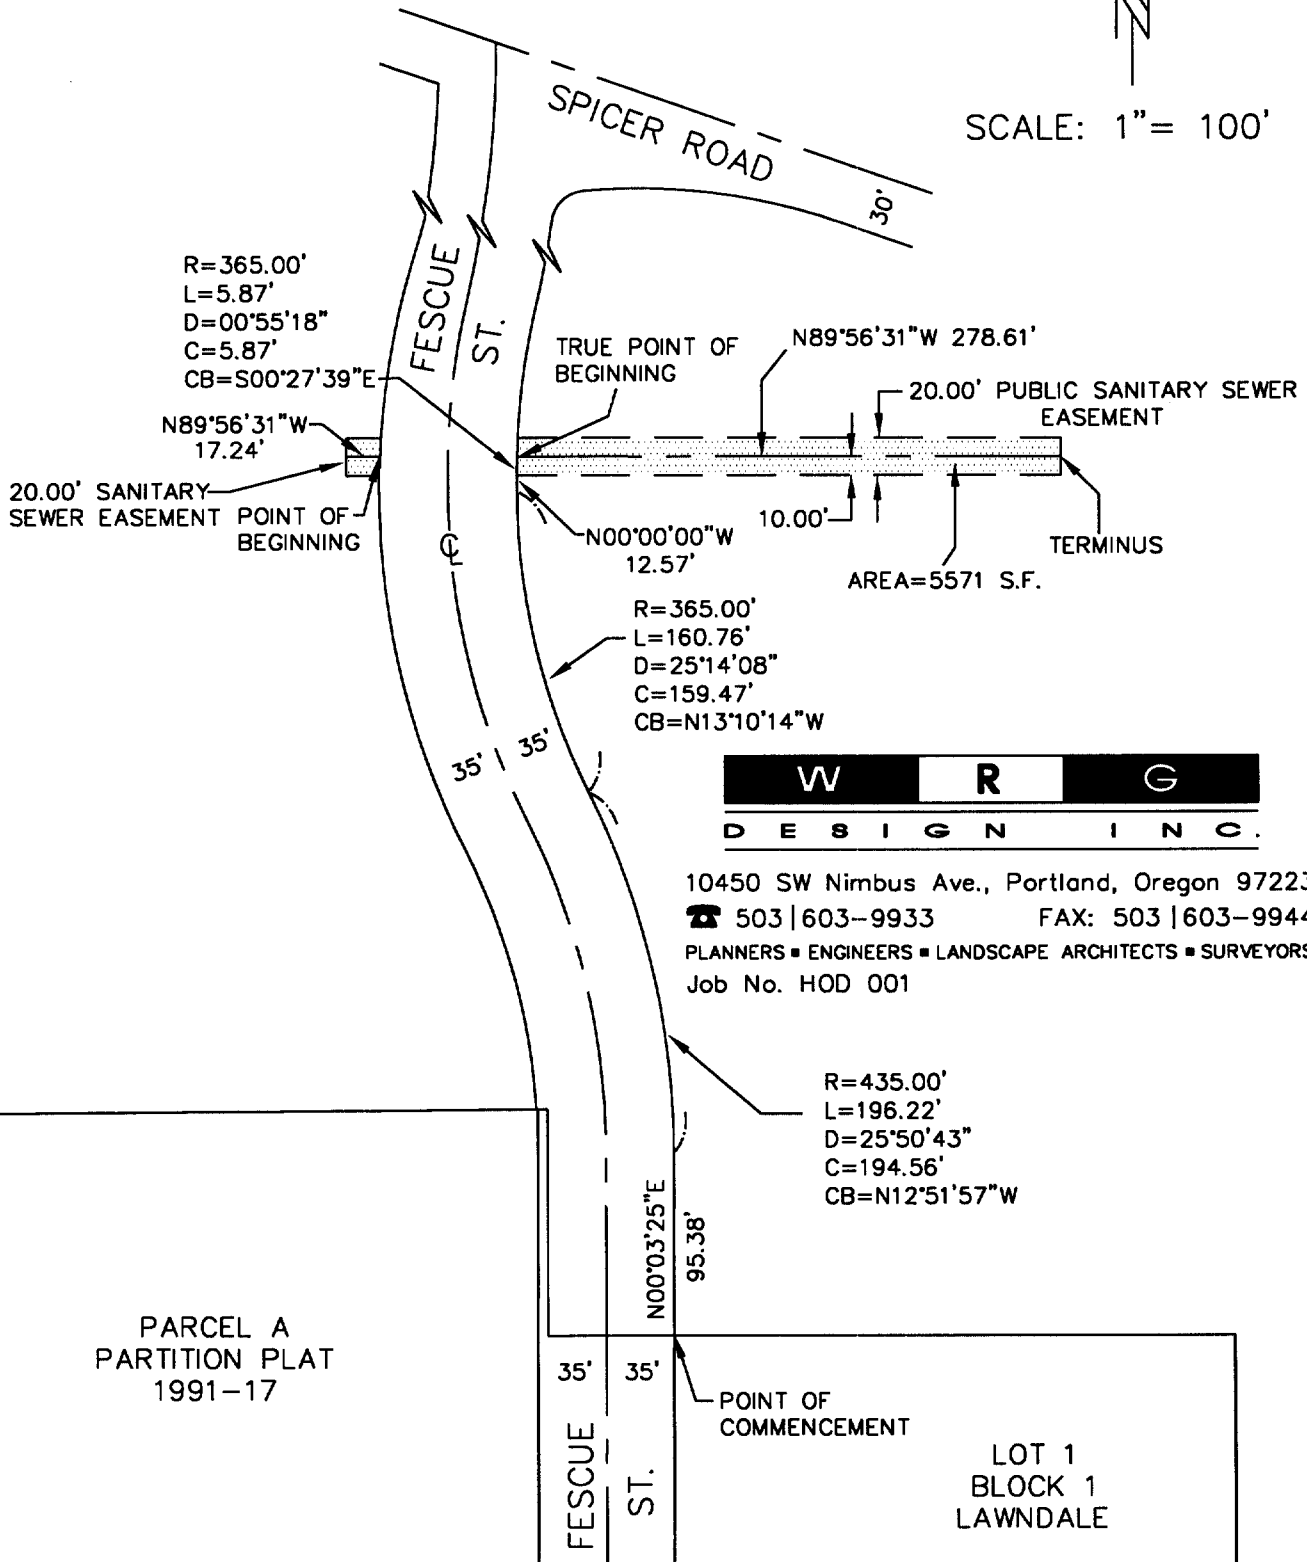 N
SCALE: 1"= 100'
SPICER ROAD
30'
FESCUE
ST.
R=365.00'
L=5.87'
D=00°55'18"
C=5.87'
CB=S00°27'39"E
TRUE POINT OF
BEGINNING
N89°56'31"W 278.61'
20.00' PUBLIC SANITARY SEWER
EASEMENT
N89°56'31"W
17.24'
20.00' SANITARY
SEWER EASEMENT
POINT OF
BEGINNING
℄
N00°00'00"W
12.57'
10.00'
AREA=5571 S.F.
TERMINUS
R=365.00'
L=160.76'
D=25°14'08"
C=159.47'
CB=N13°10'14"W
35' 35'
W R G
DESIGN INC.
10450 SW Nimbus Ave., Portland, Oregon 97223
☎ 503|603-9933 FAX: 503|603-9944
PLANNERS ▪ ENGINEERS ▪ LANDSCAPE ARCHITECTS ▪ SURVEYORS
Job No. HOD 001
R=435.00'
L=196.22'
D=25°50'43"
C=194.56'
CB=N12°51'57"W
N00°03'25"E
95.38'
PARCEL A
PARTITION PLAT
1991-17
35' 35'
POINT OF
COMMENCEMENT
FESCUE
ST.
LOT 1
BLOCK 1
LAWNDALE